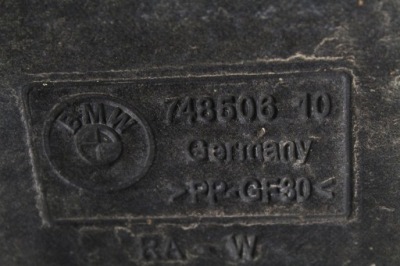 BMW
748506 10
Germany
>PP-GF30<
RA - W